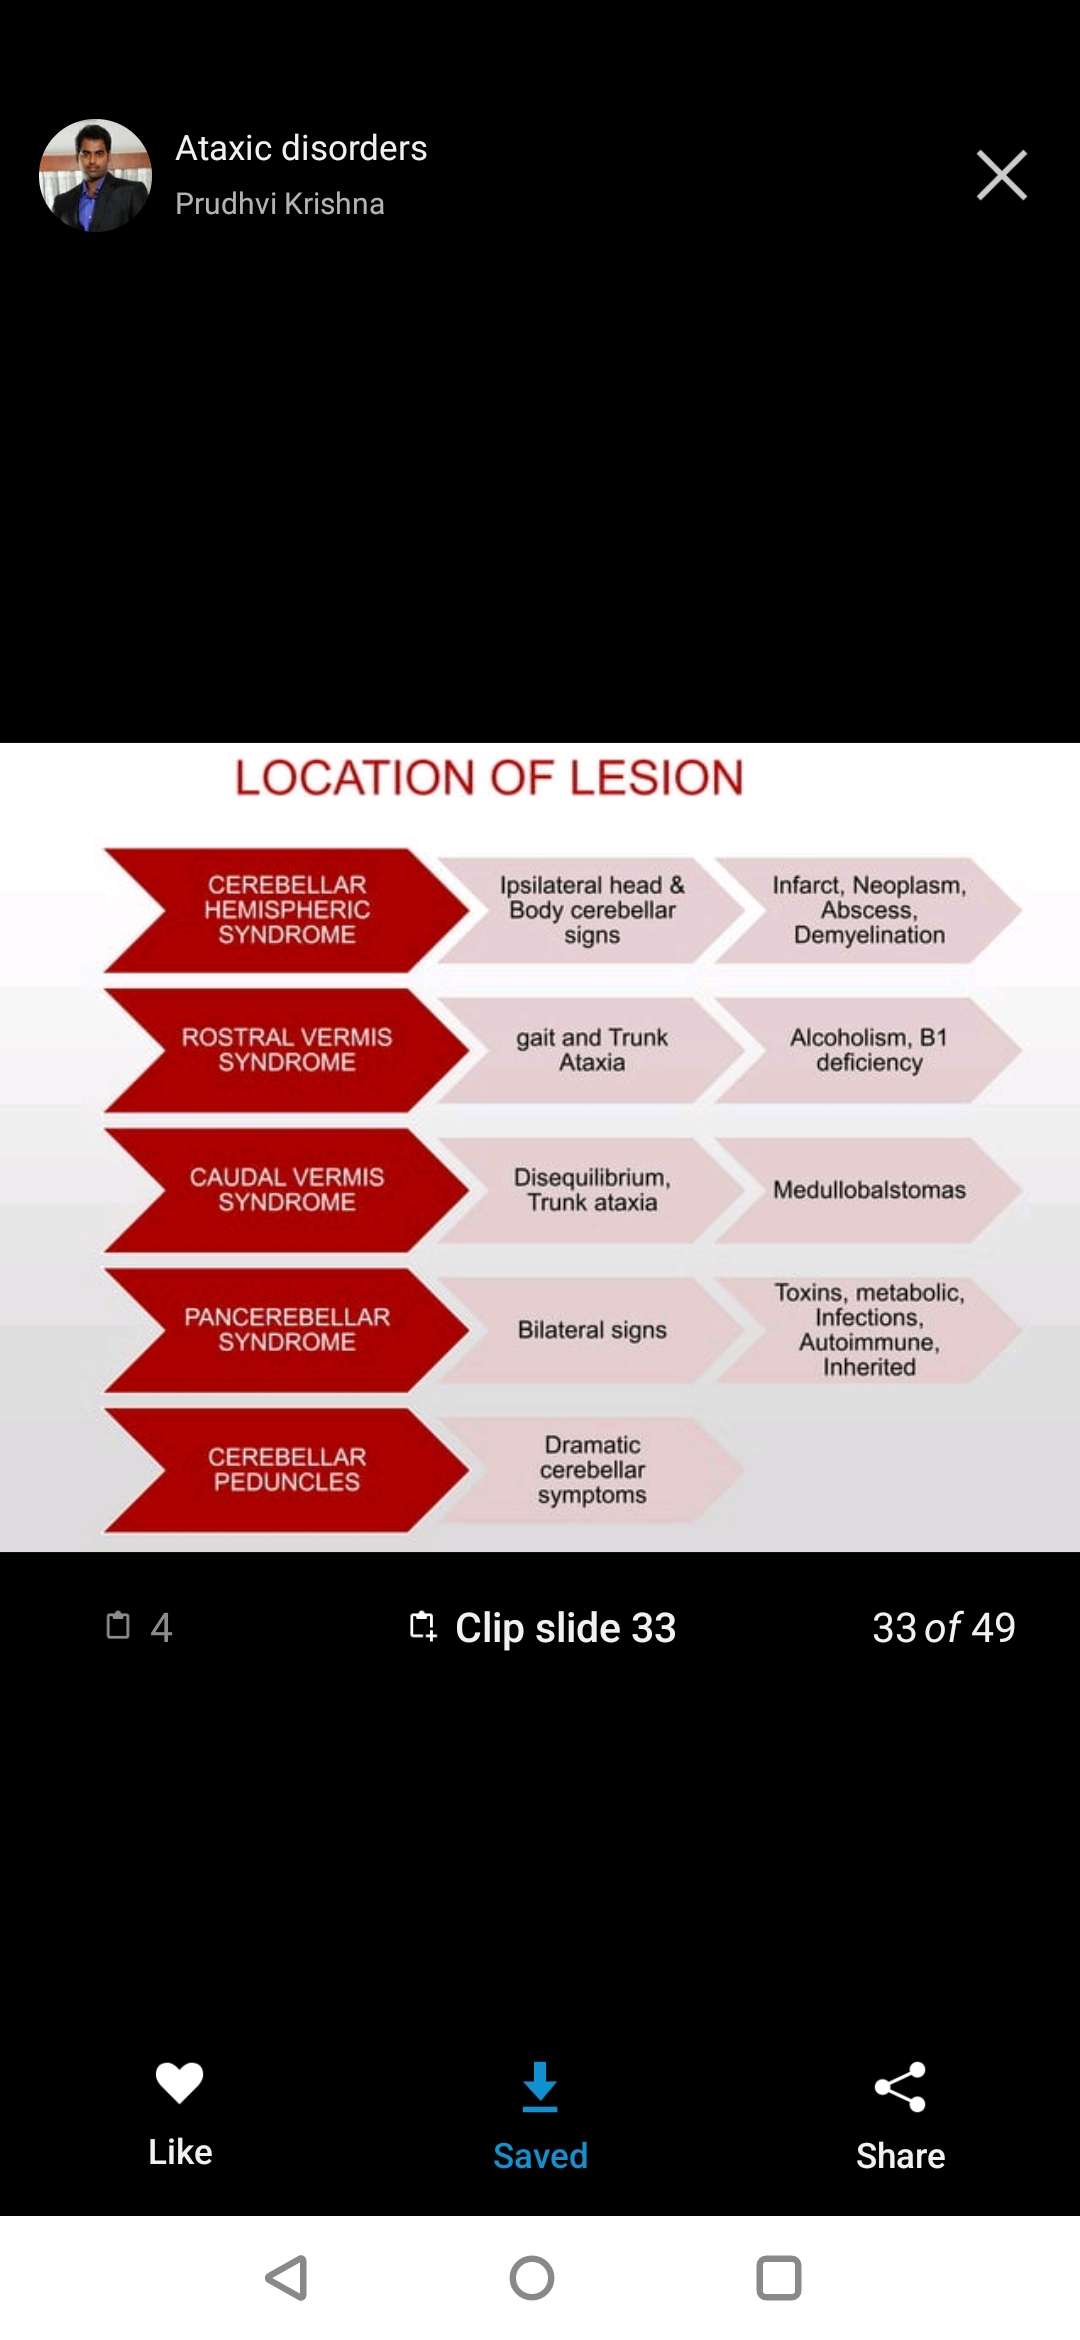 Ataxic disorders
Prudhvi Krishna
LOCATION OF LESION
CEREBELLAR
HEMISPHERIC
SYNDROME
Ipsilateral head &
Body cerebellar
signs
Infarct, Neoplasm,
Abscess,
Demyelination
ROSTRAL VERMIS
SYNDROME
gait and Trunk
Ataxia
Alcoholism, B1
deficiency
CAUDAL VERMIS
SYNDROME
Disequilibrium,
Trunk ataxia
Medullobalstomas
PANCEREBELLAR
SYNDROME
Bilateral signs
Toxins, metabolic,
Infections,
Autoimmune,
Inherited
CEREBELLAR
PEDUNCLES
Dramatic
cerebellar
symptoms
4
Clip slide 33
33 of 49
Like
Saved
Share